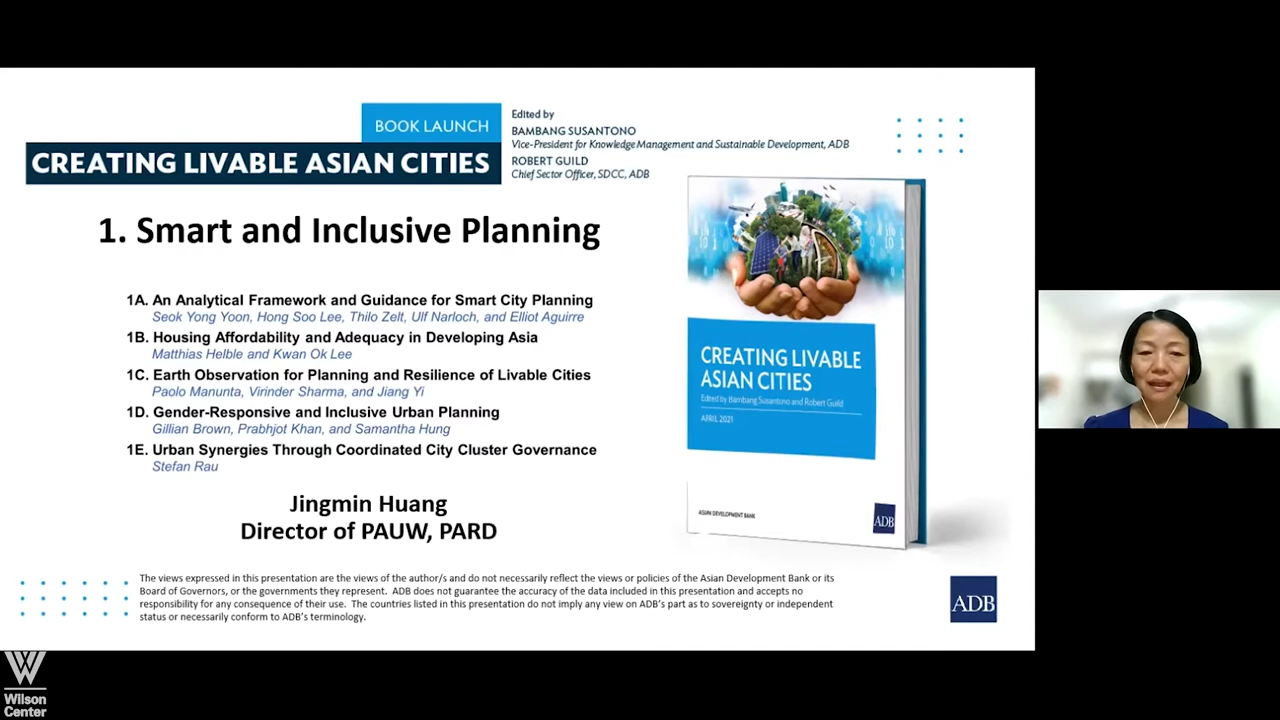 BOOK LAUNCH
CREATING LIVABLE ASIAN CITIES
Edited by
BAMBANG SUSANTONO
Vice-President for Knowledge Management and Sustainable Development, ADB
ROBERT GUILD
Chief Sector Officer, SDCC, ADB
1. Smart and Inclusive Planning
1A. An Analytical Framework and Guidance for Smart City Planning
Seok Yong Yoon, Hong Soo Lee, Thilo Zelt, Ulf Narloch, and Elliot Aguirre
1B. Housing Affordability and Adequacy in Developing Asia
Matthias Helble and Kwan Ok Lee
1C. Earth Observation for Planning and Resilience of Livable Cities
Paolo Manunta, Virinder Sharma, and Jiang Yi
1D. Gender-Responsive and Inclusive Urban Planning
Gillian Brown, Prabhjot Khan, and Samantha Hung
1E. Urban Synergies Through Coordinated City Cluster Governance
Stefan Rau
Jingmin Huang
Director of PAUW, PARD
CREATING LIVABLE
ASIAN CITIES
Edited by Bambang Susantono and Robert Guild
APRIL 2021
ASIAN DEVELOPMENT BANK
ADB
The views expressed in this presentation are the views of the author/s and do not necessarily reflect the views or policies of the Asian Development Bank or its
Board of Governors, or the governments they represent. ADB does not guarantee the accuracy of the data included in this presentation and accepts no
responsibility for any consequence of their use. The countries listed in this presentation do not imply any view on ADB's part as to sovereignty or independent
status or necessarily conform to ADB's terminology.
ADB
Wilson
Center